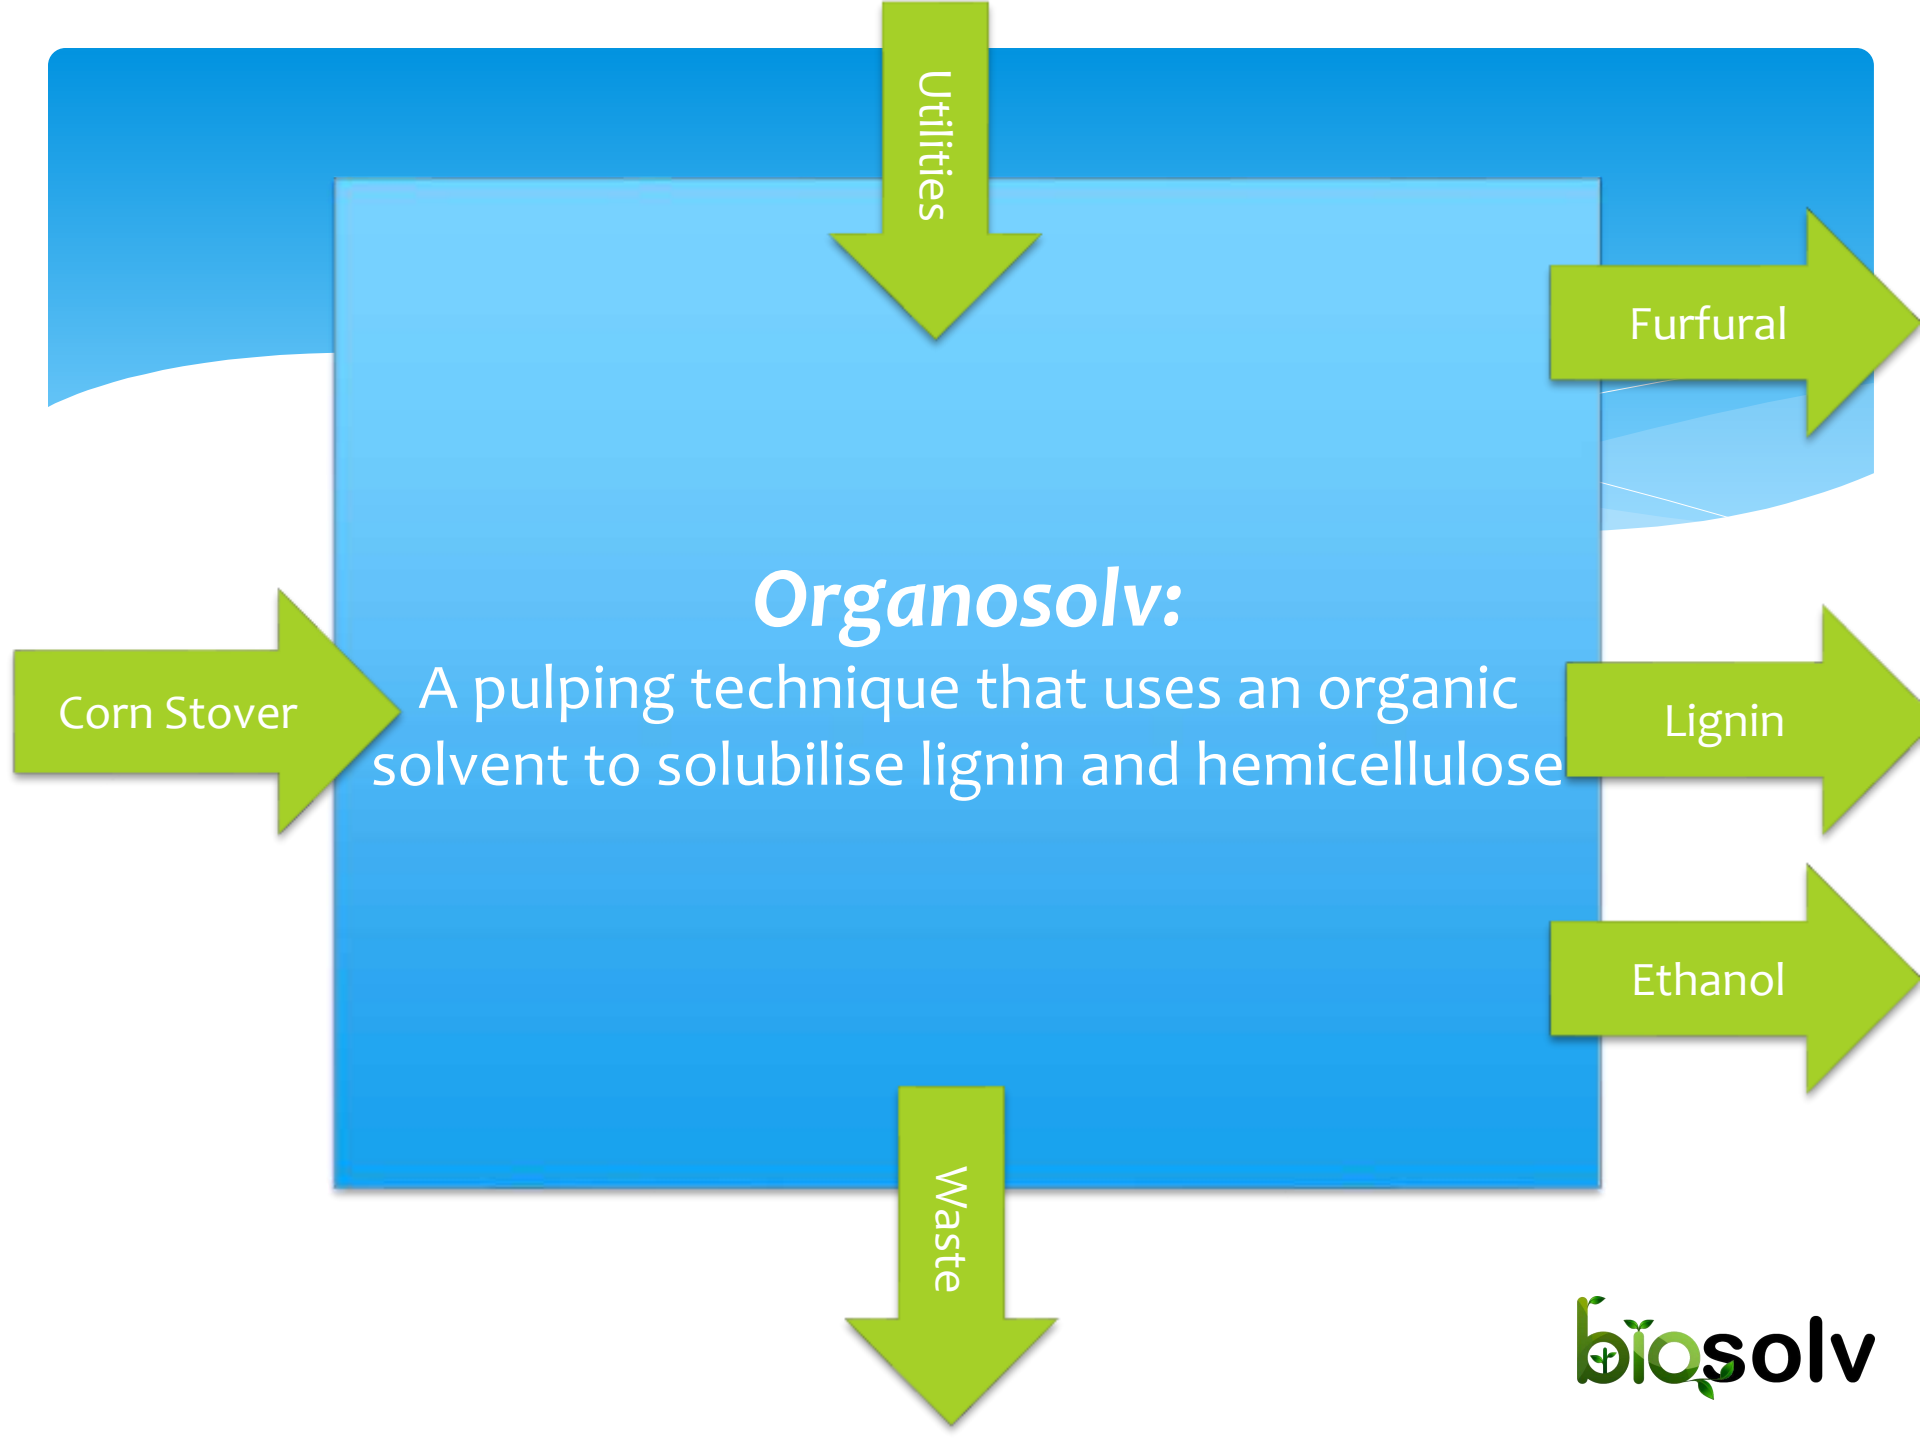 Utilities
Furfural
Organosolv:
A pulping technique that uses an organic
solvent to solubilise lignin and hemicellulose
Corn Stover
Lignin
Ethanol
Waste
biosolv